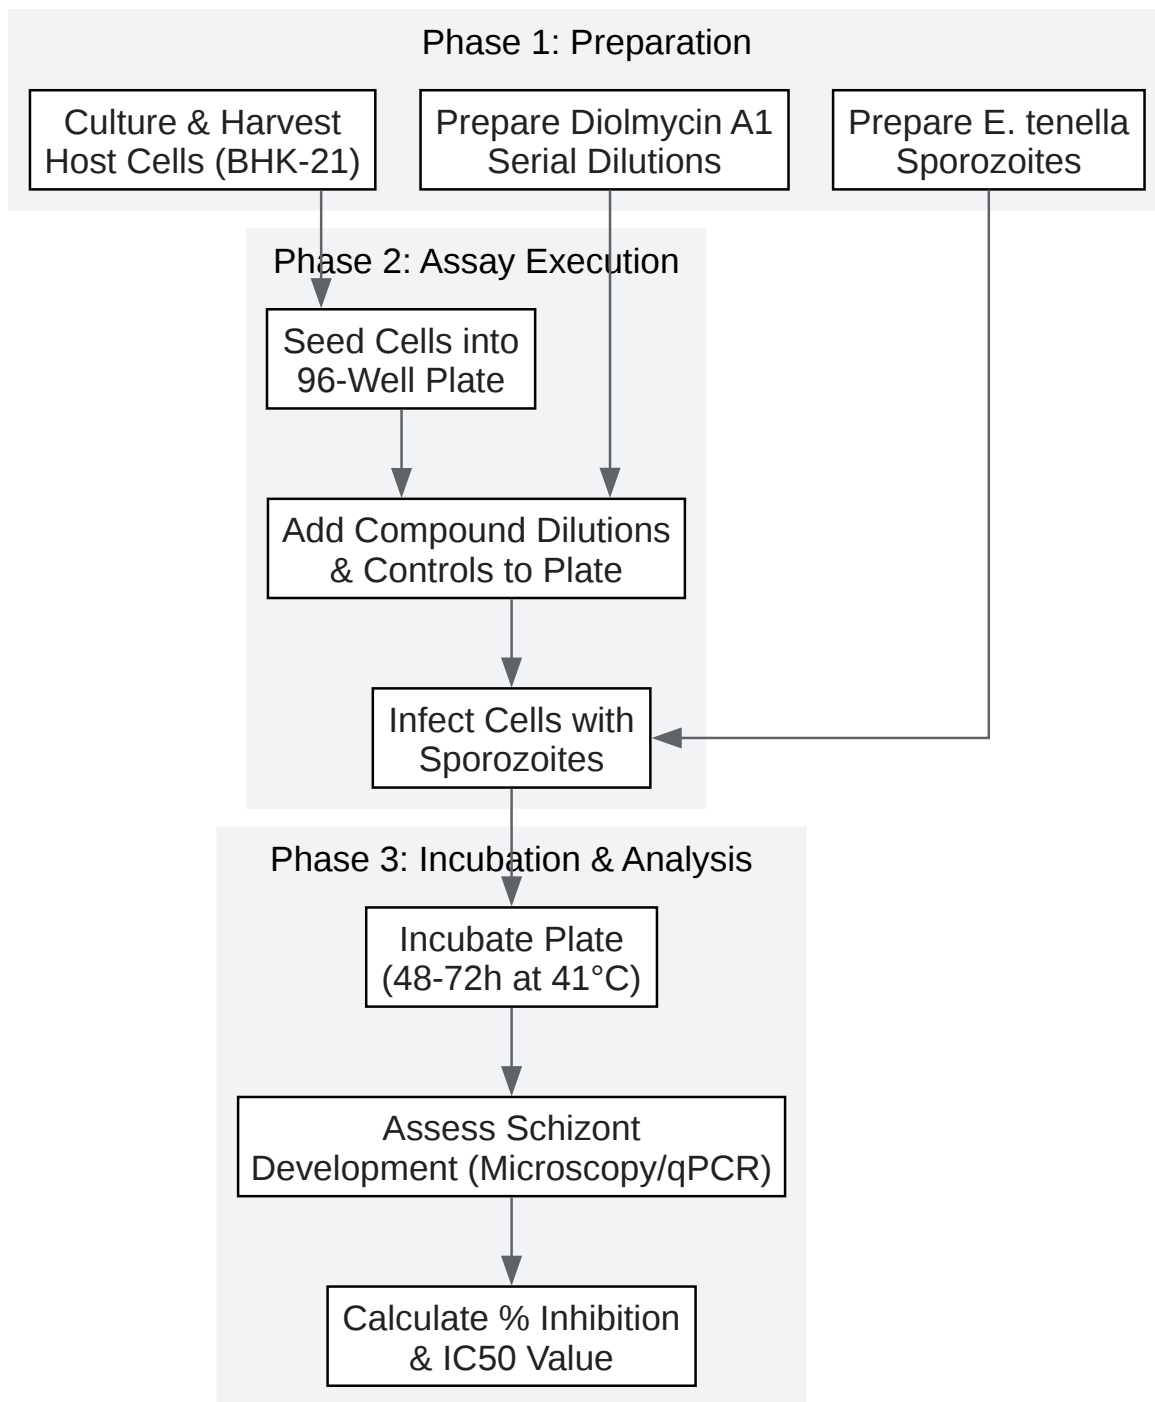 Phase 1: Preparation
Culture & Harvest
Host Cells (BHK-21)
Prepare Diolmycin A1
Serial Dilutions
Prepare E. tenella
Sporozoites
Phase 2: Assay Execution
Seed Cells into
96-Well Plate
Add Compound Dilutions
& Controls to Plate
Infect Cells with
Sporozoites
Phase 3: Incubation & Analysis
Incubate Plate
(48-72h at 41°C)
Assess Schizont
Development (Microscopy/qPCR)
Calculate % Inhibition
& IC50 Value